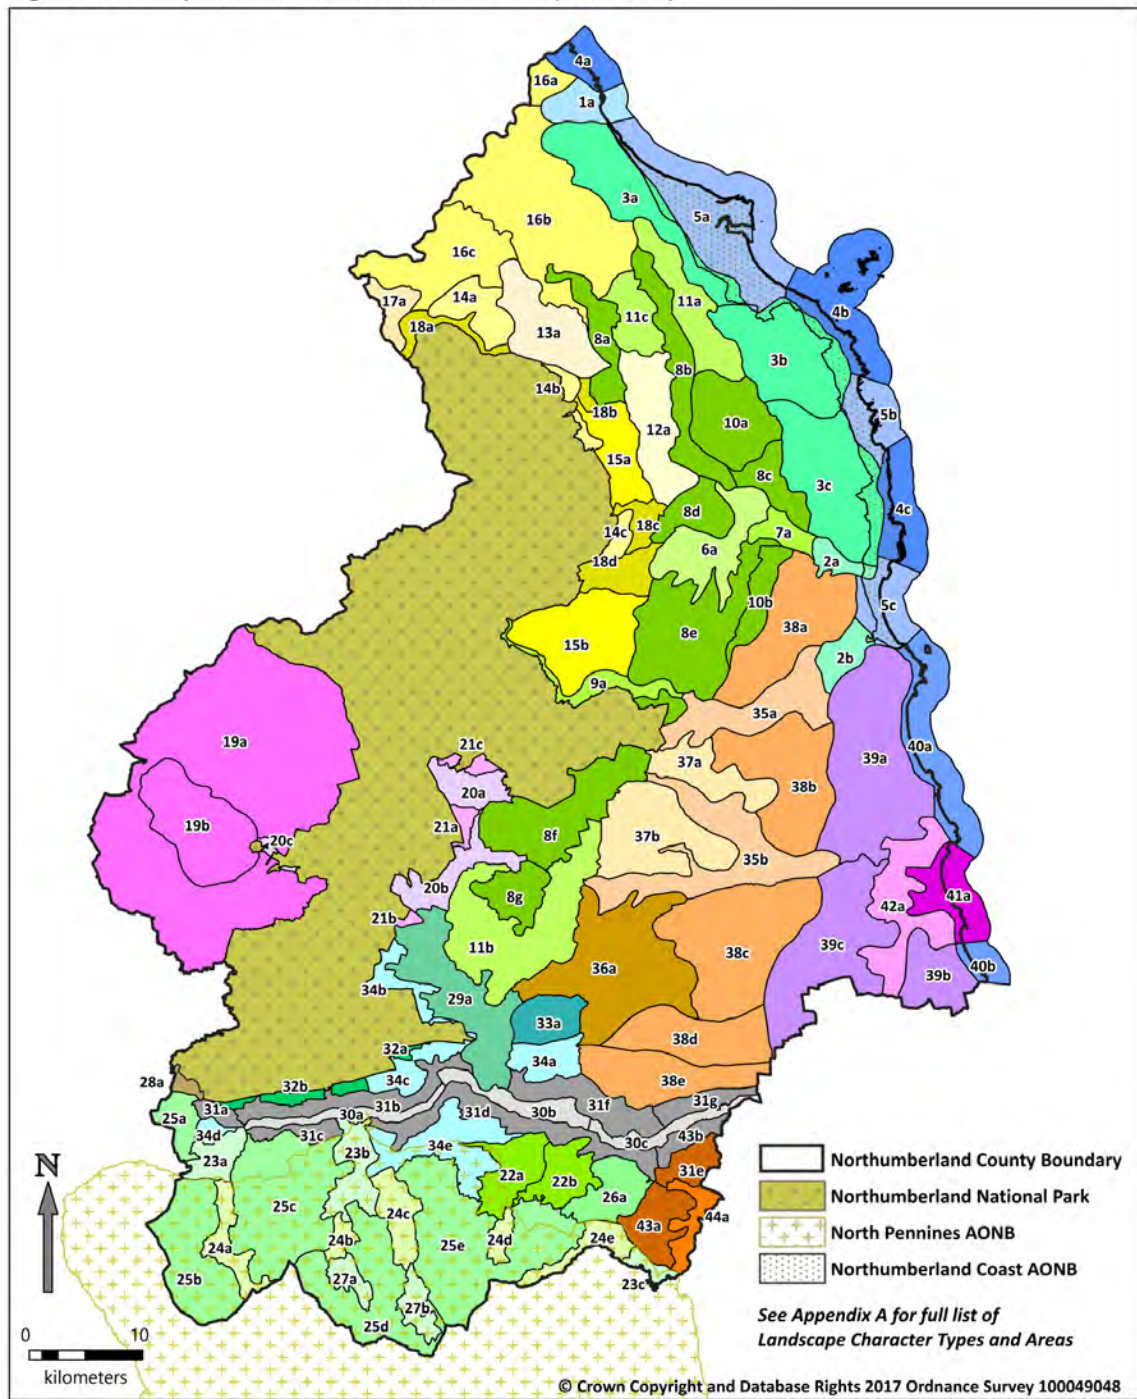 4a
16a
1a
3a
5a
16b
16c
4b
17a
14a
11a
11c
18a
13a
8a
3b
8b
14b
5b
18b
10a
12a
15a
8c
3c
4c
8d
18c
14c
7a
6a
2a
18d
10b
5c
38a
8e
15b
2b
9a
35a
19a
21c
40a
39a
37a
20a
38b
19b
21a
8f
37b
20c
35b
41a
20b
8g
42a
21b
39c
38c
11b
36a
40b
39b
34b
29a
33a
38d
32a
34a
38e
28a
34c
32b
31a
31b
31f
31g
25a
30a
31d
30b
34d
31c
30c
43b
34e
23b
23a
22a
31e
22b
26a
25c
24c
43a
44a
24a
24b
25e
24d
24e
25b
27a
23c
27b
25d
N
0 10
kilometers
Northumberland County Boundary
Northumberland National Park
North Pennines AONB
Northumberland Coast AONB
See Appendix A for full list of
Landscape Character Types and Areas
© Crown Copyright and Database Rights 2017 Ordnance Survey 100049048